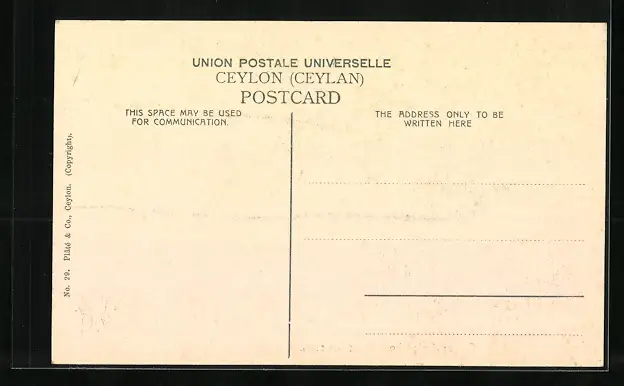 UNION POSTALE UNIVERSELLE
CEYLON (CEYLAN)
POSTCARD
THIS SPACE MAY BE USED
FOR COMMUNICATION.
THE ADDRESS ONLY TO BE
WRITTEN HERE
No. 29. Plâté & Co., Ceylon. (Copyright).